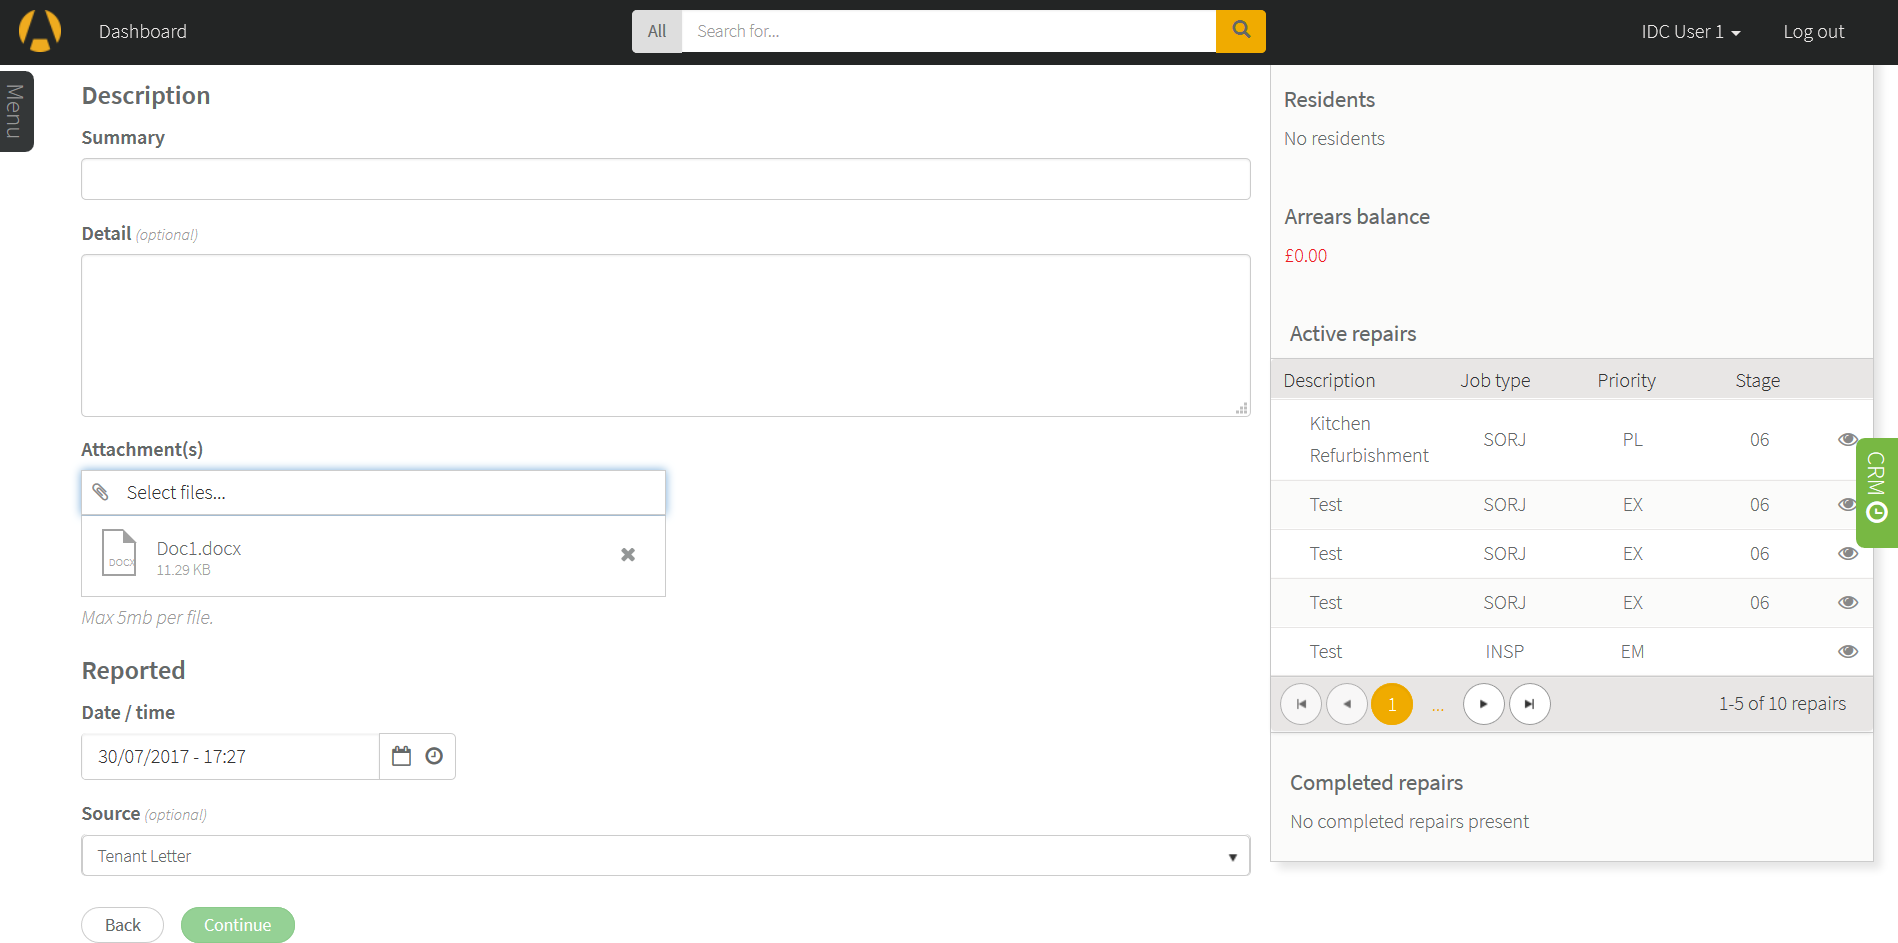 Dashboard
All
Search for...
IDC User 1
Log out
Menu
Description
Summary
Detail (optional)
Attachment(s)
Select files...
DOCX
Doc1.docx
11.29 KB
Max 5mb per file.
Reported
Date / time
30/07/2017 - 17:27
Source (optional)
Tenant Letter
Back
Continue
Residents
No residents
Arrears balance
£0.00
Active repairs
Description Job type Priority Stage
Kitchen
Refurbishment SORJ PL 06
Test SORJ EX 06
Test SORJ EX 06
Test SORJ EX 06
Test INSP EM
1 ... 1-5 of 10 repairs
Completed repairs
No completed repairs present
CRM